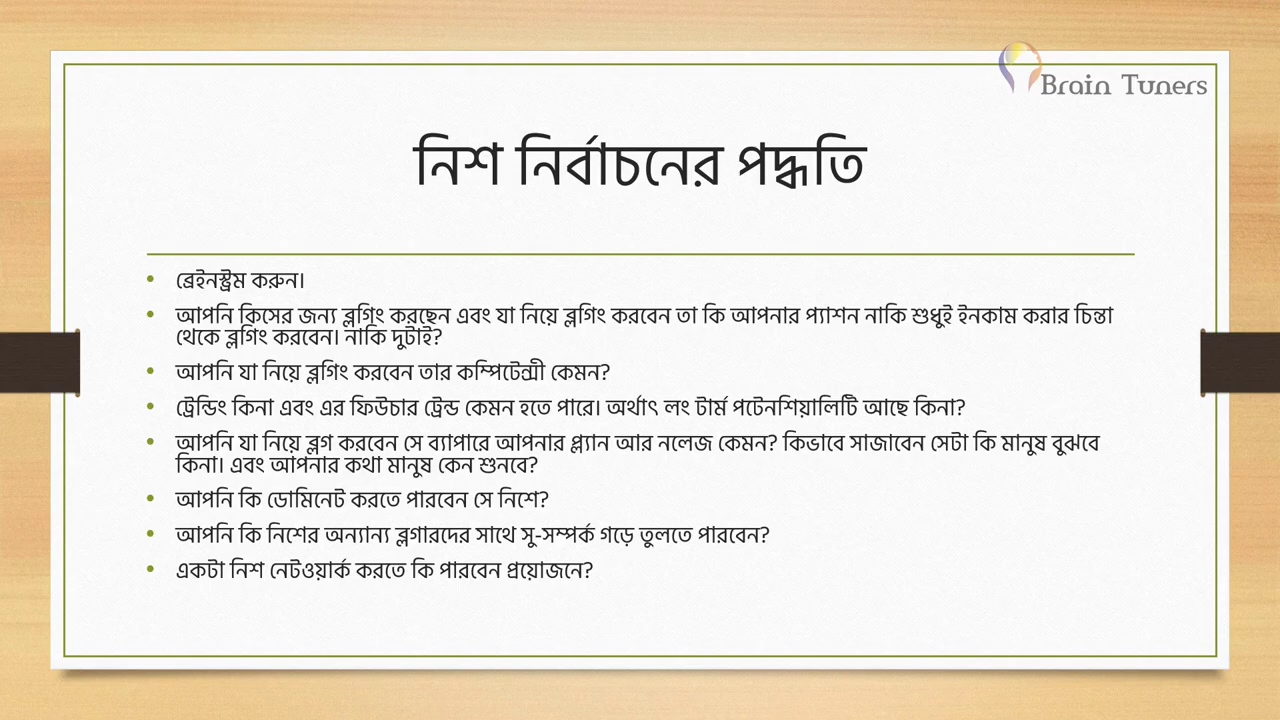 Brain Tuners
নিশ নির্বাচনের পদ্ধতি
• ব্রেইনস্ট্রম করুন।
• আপনি কিসের জন্য ব্লগিং করছেন এবং যা নিয়ে ব্লগিং করবেন তা কি আপনার প্যাশন নাকি শুধুই ইনকাম করার চিন্তা
থেকে ব্লগিং করবেন। নাকি দুটাই?
• আপনি যা নিয়ে ব্লগিং করবেন তার কম্পিটেন্সী কেমন?
• ট্রেন্ডিং কিনা এবং এর ফিউচার ট্রেন্ড কেমন হতে পারে। অর্থাৎ লং টার্ম পটেনশিয়ালিটি আছে কিনা?
• আপনি যা নিয়ে ব্লগ করবেন সে ব্যাপারে আপনার প্ল্যান আর নলেজ কেমন? কিভাবে সাজাবেন সেটা কি মানুষ বুঝবে
কিনা। এবং আপনার কথা মানুষ কেন শুনবে?
• আপনি কি ডোমিনেট করতে পারবেন সে নিশে?
• আপনি কি নিশের অন্যান্য ব্লগারদের সাথে সু-সম্পর্ক গড়ে তুলতে পারবেন?
• একটা নিশ নেটওয়ার্ক করতে কি পারবেন প্রয়োজনে?